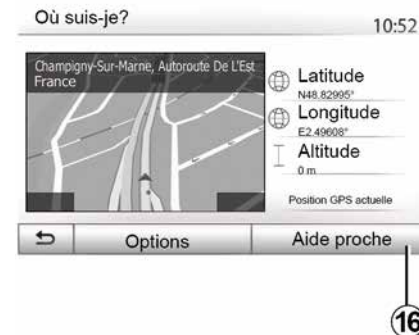 Où suis-je?
10:52
Champigny-Sur-Marne, Autoroute De L'Est
France
Latitude
N48.82995°
Longitude
E2.49608°
Altitude
0 m
Position GPS actuelle
Options
Aide proche
16